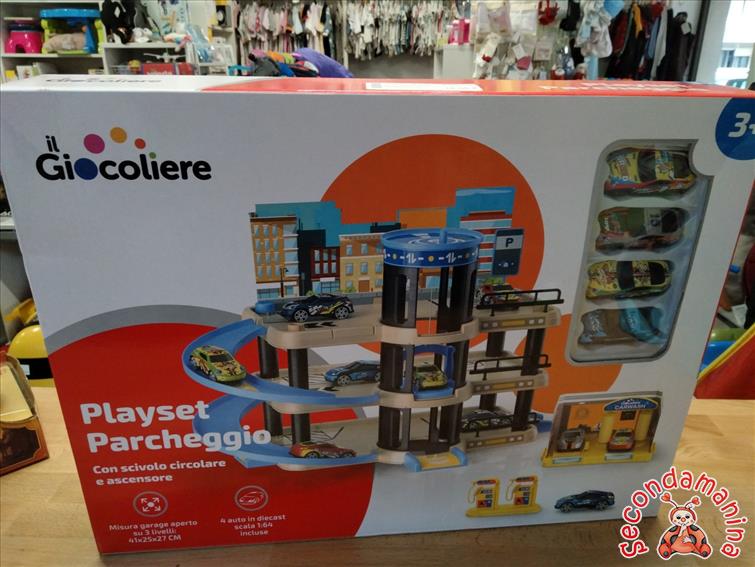 il
Giocoliere
3+
P
CARWASH
Playset
Parcheggio
Con scivolo circolare
e ascensore
Misura garage aperto
su 3 livelli:
41x25x27 CM
4 auto in diecast
scala 1:64
incluse
secondamanina